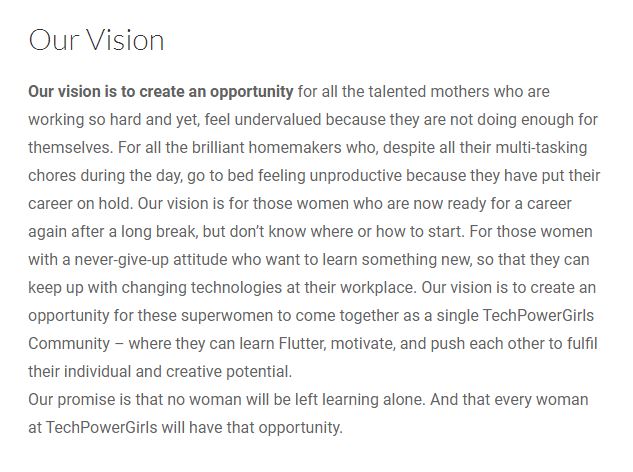 Our Vision
Our vision is to create an opportunity for all the talented mothers who are
working so hard and yet, feel undervalued because they are not doing enough for
themselves. For all the brilliant homemakers who, despite all their multi-tasking
chores during the day, go to bed feeling unproductive because they have put their
career on hold. Our vision is for those women who are now ready for a career
again after a long break, but don’t know where or how to start. For those women
with a never-give-up attitude who want to learn something new, so that they can
keep up with changing technologies at their workplace. Our vision is to create an
opportunity for these superwomen to come together as a single TechPowerGirls
Community – where they can learn Flutter, motivate, and push each other to fulfil
their individual and creative potential.
Our promise is that no woman will be left learning alone. And that every woman
at TechPowerGirls will have that opportunity.